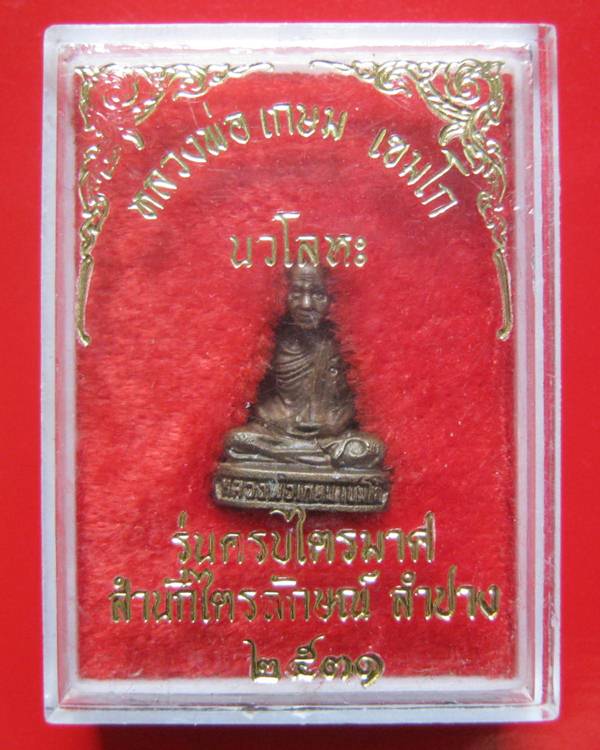 หลวงพ่อ เกษม เขมโก
นวโลหะ
หลวงพ่อเกษม เขมโก
รุ่นครบไตรมาศ
สำนักไตรลักษณ์ ลำปาง
๒๕๓๑